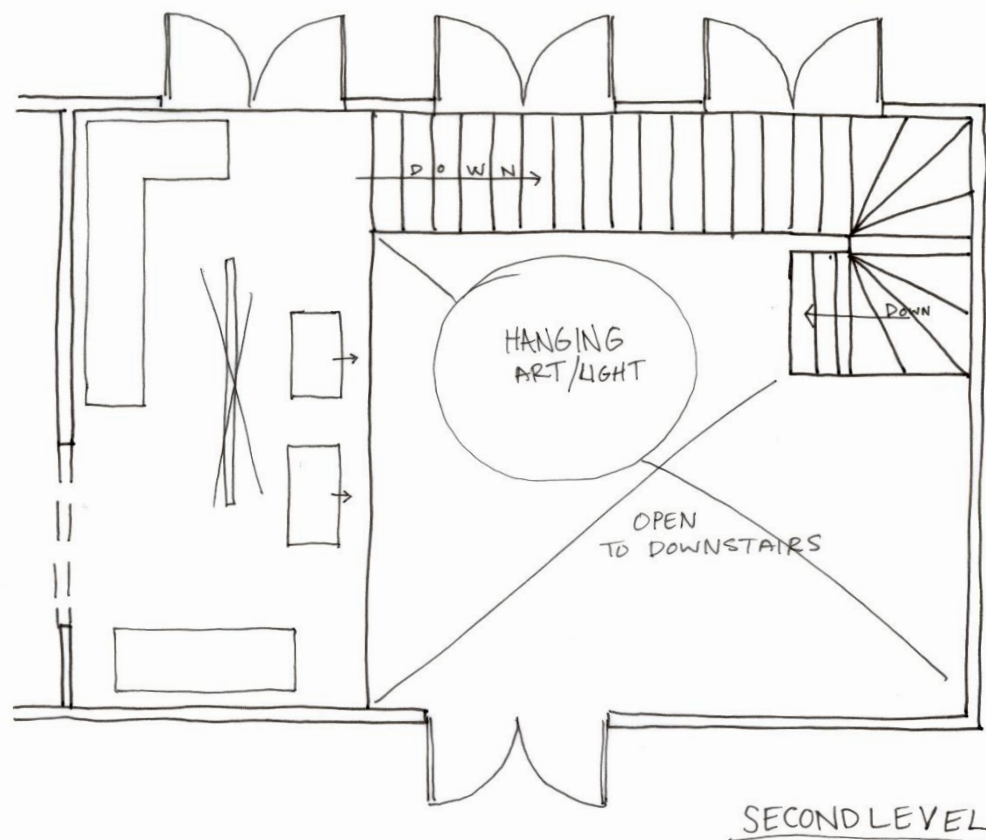 DOWN
HANGING
ART/LIGHT
DOWN
OPEN
TO DOWNSTAIRS
SECOND LEVEL